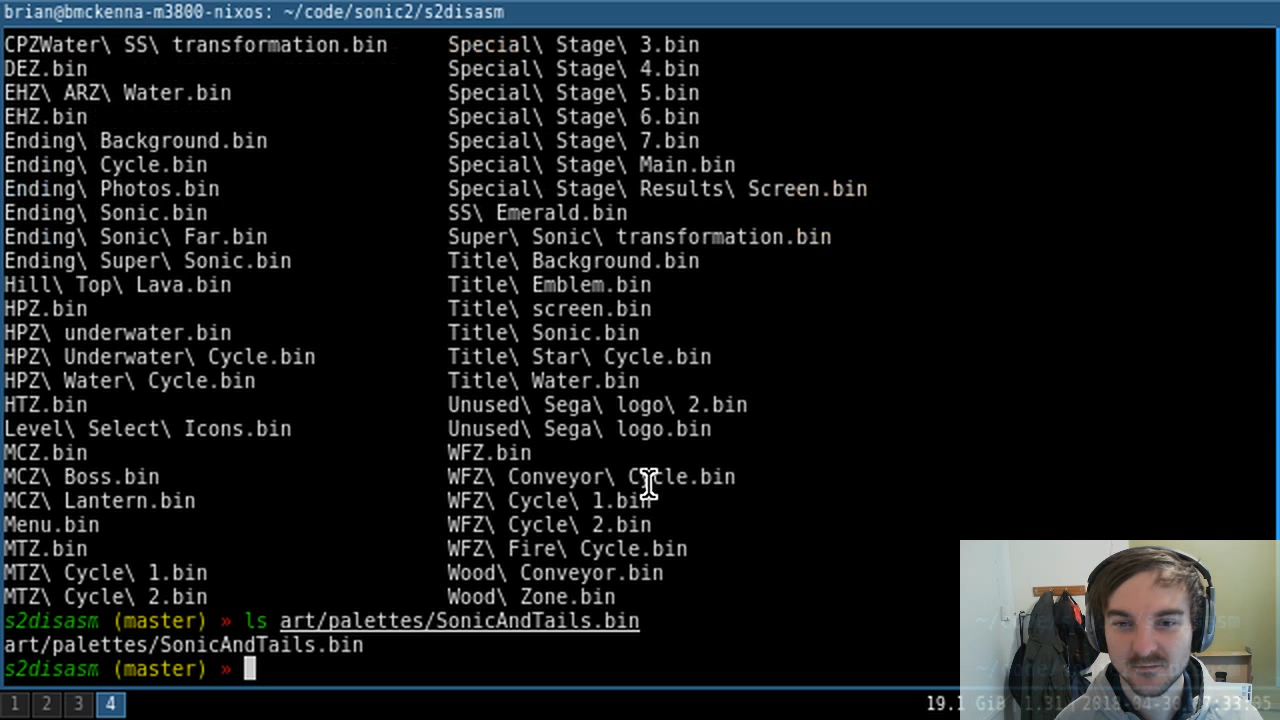 brian@bmckenna-m3800-nixos: ~/code/sonic2/s2disasm
CPZWater\ SS\ transformation.bin Special\ Stage\ 3.bin
DEZ.bin Special\ Stage\ 4.bin
EHZ\ ARZ\ Water.bin Special\ Stage\ 5.bin
EHZ.bin Special\ Stage\ 6.bin
Ending\ Background.bin Special\ Stage\ 7.bin
Ending\ Cycle.bin Special\ Stage\ Main.bin
Ending\ Photos.bin Special\ Stage\ Results\ Screen.bin
Ending\ Sonic.bin SS\ Emerald.bin
Ending\ Sonic\ Far.bin Super\ Sonic\ transformation.bin
Ending\ Super\ Sonic.bin Title\ Background.bin
Hill\ Top\ Lava.bin Title\ Emblem.bin
HPZ.bin Title\ screen.bin
HPZ\ underwater.bin Title\ Sonic.bin
HPZ\ Underwater\ Cycle.bin Title\ Star\ Cycle.bin
HPZ\ Water\ Cycle.bin Title\ Water.bin
HTZ.bin Unused\ Sega\ logo\ 2.bin
Level\ Select\ Icons.bin Unused\ Sega\ logo.bin
MCZ.bin WFZ.bin
MCZ\ Boss.bin WFZ\ Conveyor\ Cycle.bin
MCZ\ Lantern.bin WFZ\ Cycle\ 1.bin
Menu.bin WFZ\ Cycle\ 2.bin
MTZ.bin WFZ\ Fire\ Cycle.bin
MTZ\ Cycle\ 1.bin Wood\ Conveyor.bin
MTZ\ Cycle\ 2.bin Wood\ Zone.bin
s2disasm (master) » ls art/palettes/SonicAndTails.bin
art/palettes/SonicAndTails.bin
s2disasm (master) »
1 2 3 4 19.1 GiB